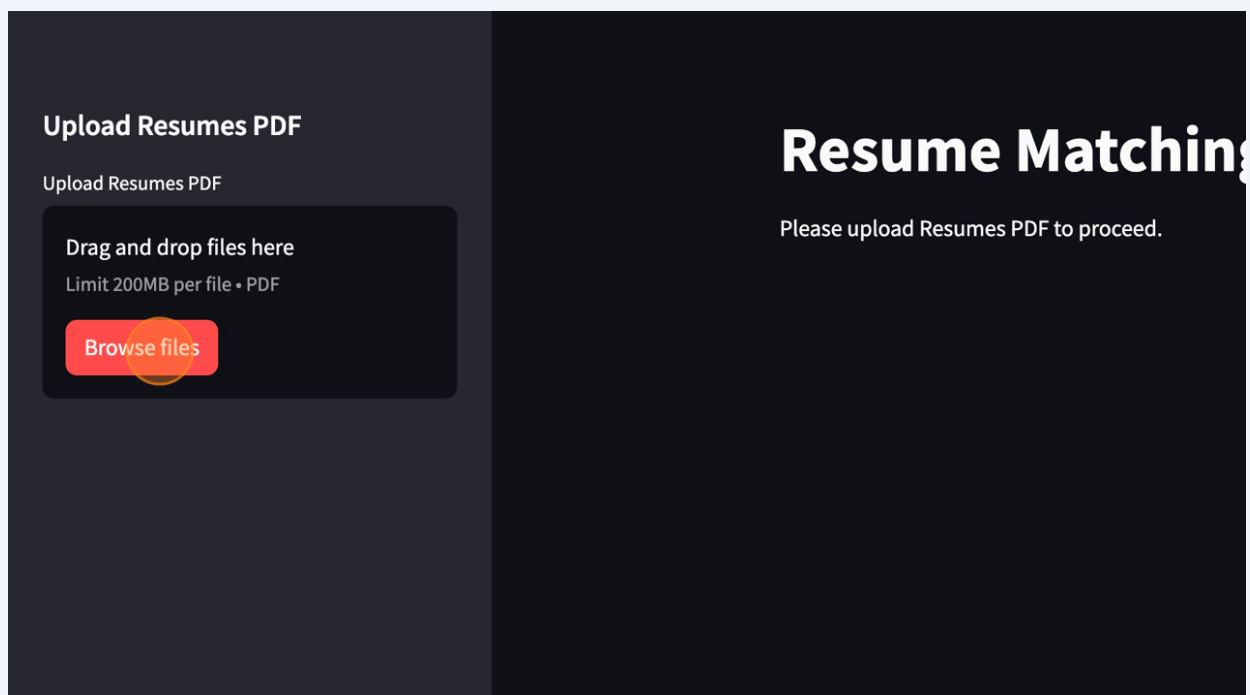 Upload Resumes PDF
Upload Resumes PDF
Drag and drop files here
Limit 200MB per file • PDF
Browse files
Resume Matching
Please upload Resumes PDF to proceed.